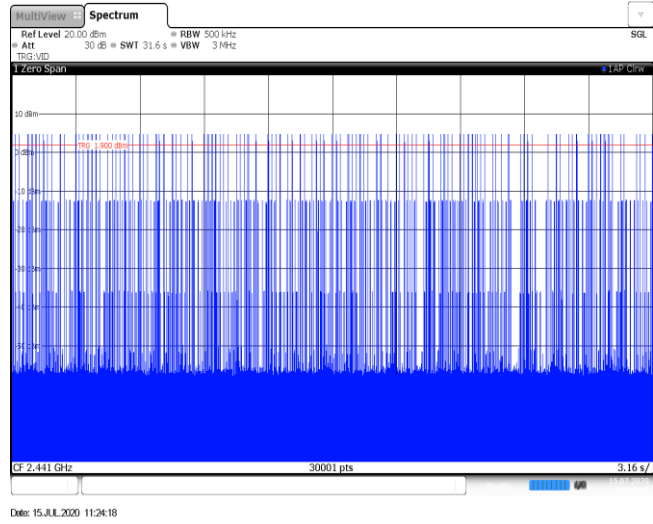 MultiView Spectrum
Ref Level 20.00 dBm RBW 500 kHz SGL
Att 30 dB SWT 31.6 s VBW 3 MHz
TRG:VID
1 Zero Span 1AP Clrw
10 dBm
TRG 1.900 dBm
0 dBm
-10 dBm
-20 dBm
-30 dBm
-40 dBm
-50 dBm
CF 2.441 GHz 30001 pts 3.16 s/
15.07.2020
Date: 15.JUL.2020 11:24:18